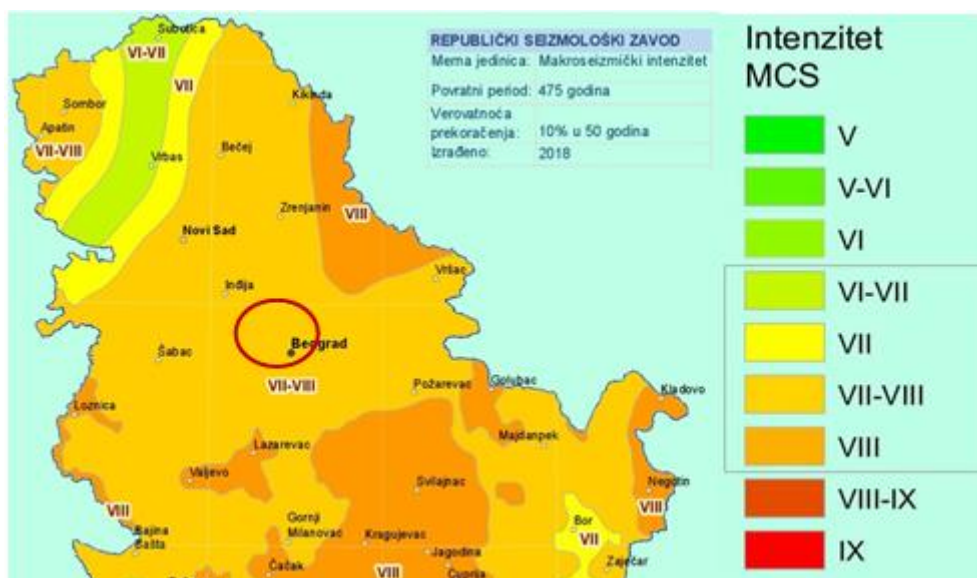 REPUBLIČKI SEIZMOLOŠKI ZAVOD
Merna jedinica: Makroseizmički intenzitet
Povratni period: 475 godina
Verovatnoća
prekoračenja: 10% u 50 godina
Izrađeno: 2018
Intenzitet
MCS
V
V-VI
VI
VI-VII
VII
VII-VIII
VIII
VIII-IX
IX
Subotica
VI-VII
VII
Sombor
Kikinda
Apatin
VII-VIII
Vrbas
Bečej
Zrenjanin
VIII
Novi Sad
Vršac
Inđija
Beograd
Šabac
VII-VIII
Požarevac
Golubac
Kladovo
Loznica
Lazarevac
Majdanpek
Valjevo
Svilajnac
Negotin
VIII
VIII
Gornji
Milanovac
Bor
VII
Bajina
Bašta
Kragujevac
Jagodina
Zaječar
Čačak
VIII
Ćuprija